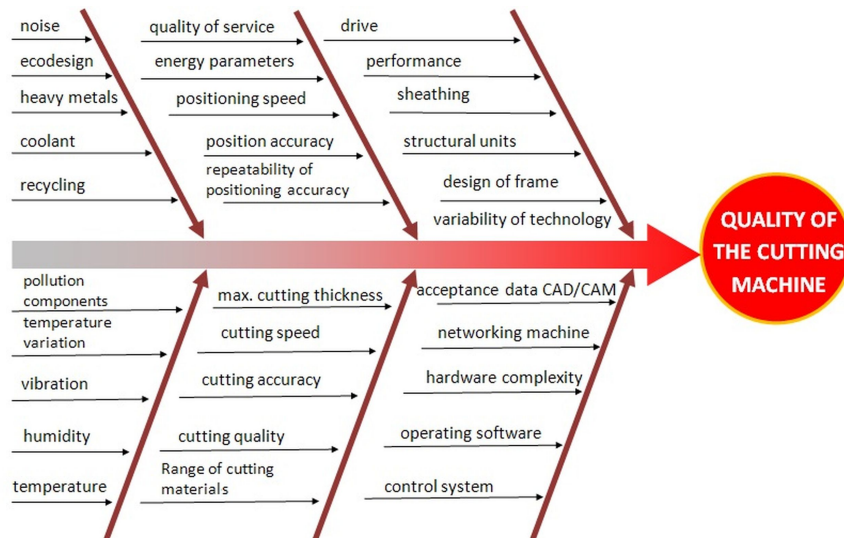 noise
ecodesign
heavy metals
coolant
recycling
quality of service
energy parameters
positioning speed
position accuracy
repeatability of
positioning accuracy
drive
performance
sheathing
structural units
design of frame
variability of technology
QUALITY OF
THE CUTTING
MACHINE
pollution
components
temperature
variation
vibration
humidity
temperature
max. cutting thickness
cutting speed
cutting accuracy
cutting quality
Range of cutting
materials
acceptance data CAD/CAM
networking machine
hardware complexity
operating software
control system